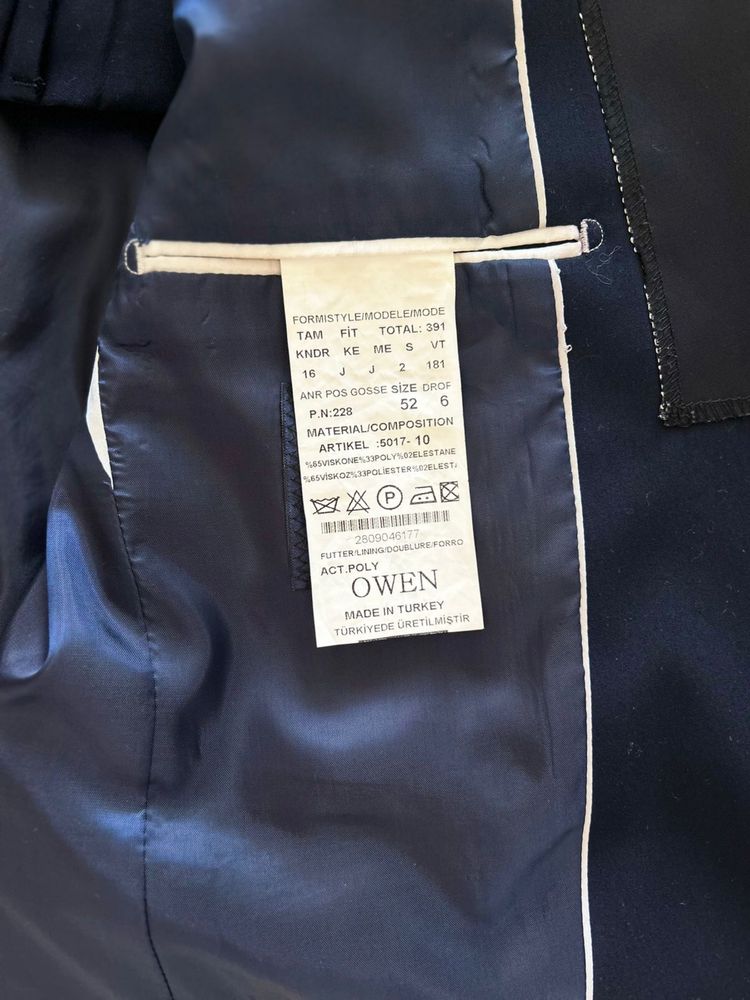 FORMISTYLE/MODELE/MODE
TAM FİT TOTAL: 391
KNDR KE ME S VT
16 J J 2 181
ANR POS GOSSE SIZE DROF
P.N:228 52 6
MATERIAL/COMPOSITION
ARTIKEL :5017- 10
%65VISKONE%33POLY%02ELESTANE
%65VISKOZ%33POLİESTER%02ELEST
P
2809046177
FUTTER/LINING/DOUBLURE/FORRO
ACT.POLY
OWEN
MADE IN TURKEY
TÜRKİYEDE ÜRETİLMİŞTİR